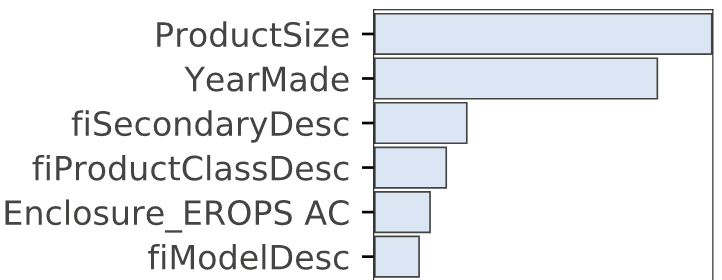 ProductSize
YearMade
fiSecondaryDesc
fiProductClassDesc
Enclosure_EROPS AC
fiModelDesc